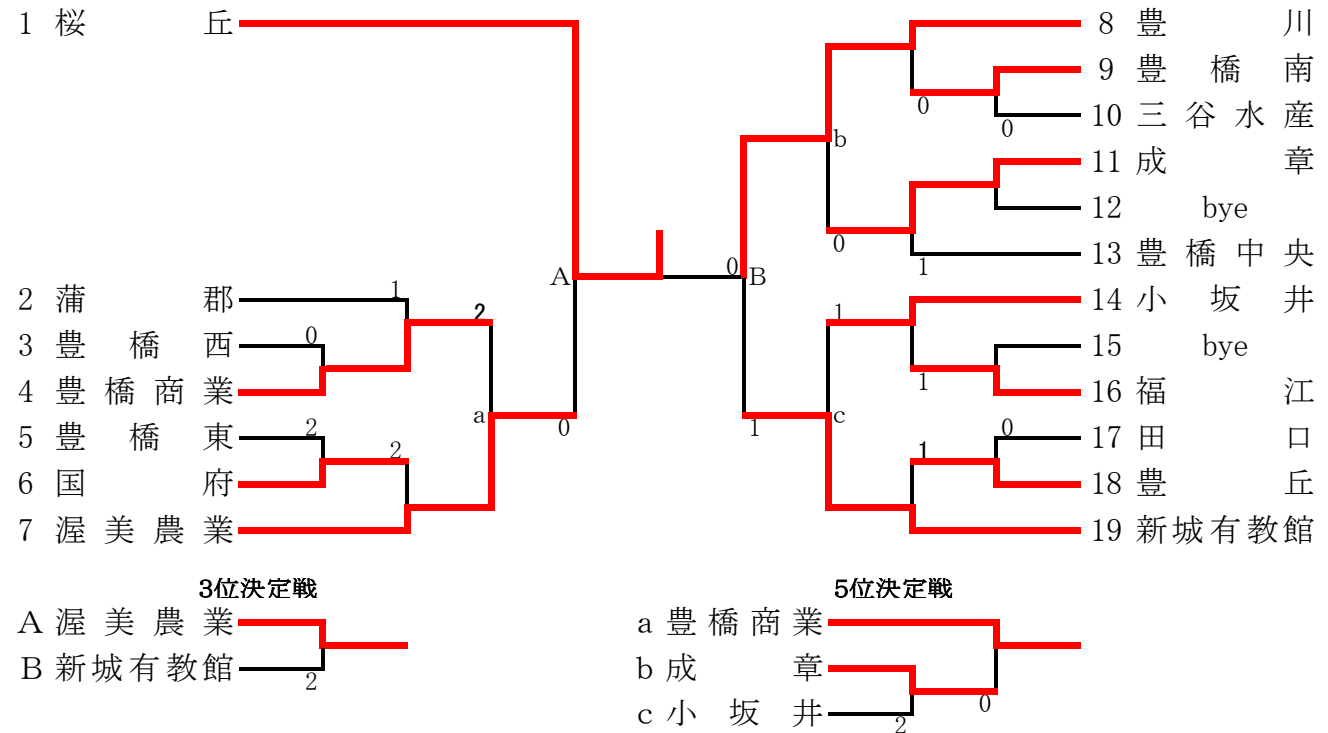 1 桜丘
2 蒲郡
3 豊橋西
4 豊橋商業
5 豊橋東
6 国府
7 渥美農業
1
0
2
2
2
a
0
A
0
B
1
b
0
0
0
1
c
1
1
1
0
8 豊川
9 豊橋南
10 三谷水産
11 成章
12 bye
13 豊橋中央
14 小坂井
15 bye
16 福江
17 田口
18 豊丘
19 新城有教館
3位決定戦
A 渥美農業
B 新城有教館
2
5位決定戦
a 豊橋商業
b 成章
c 小坂井
2
0